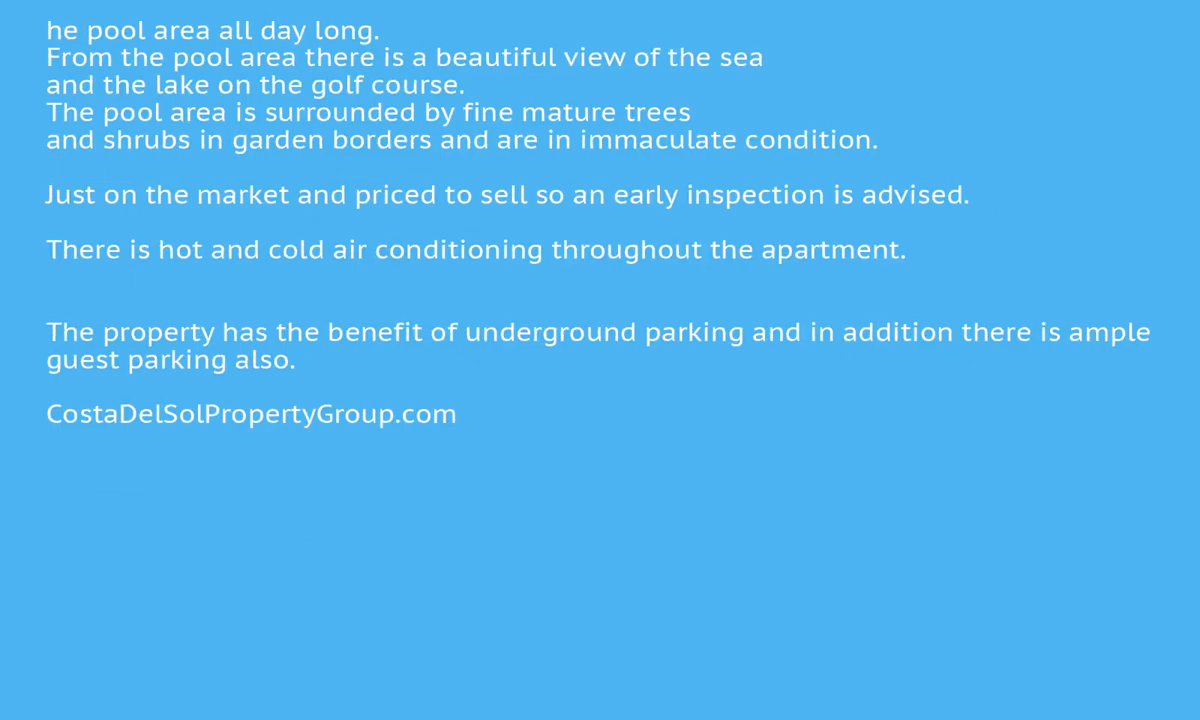 he pool area all day long.
From the pool area there is a beautiful view of the sea
and the lake on the golf course.
The pool area is surrounded by fine mature trees
and shrubs in garden borders and are in immaculate condition.
Just on the market and priced to sell so an early inspection is advised.
There is hot and cold air conditioning throughout the apartment.
The property has the benefit of underground parking and in addition there is ample
guest parking also.
CostaDelSolPropertyGroup.com